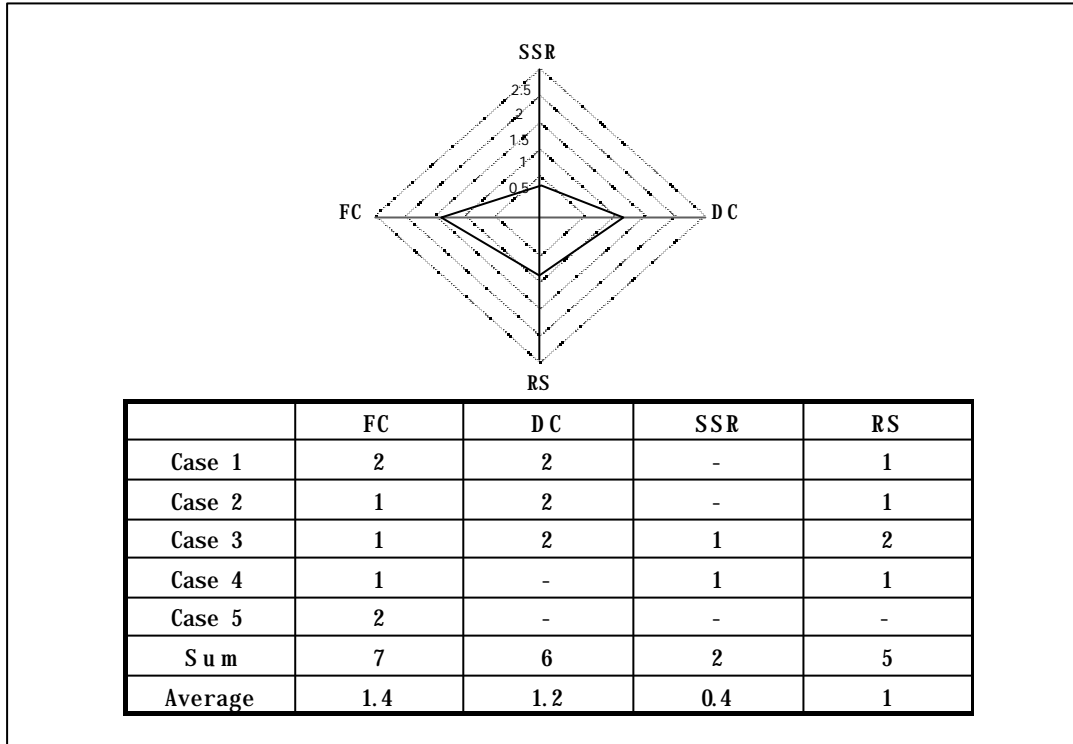 SSR
2.5
2
1.5
1
0.5
FC DC
RS
FC DC SSR RS
Case 1 2 2 - 1
Case 2 1 2 - 1
Case 3 1 2 1 2
Case 4 1 - 1 1
Case 5 2 - - -
Sum 7 6 2 5
Average 1.4 1.2 0.4 1